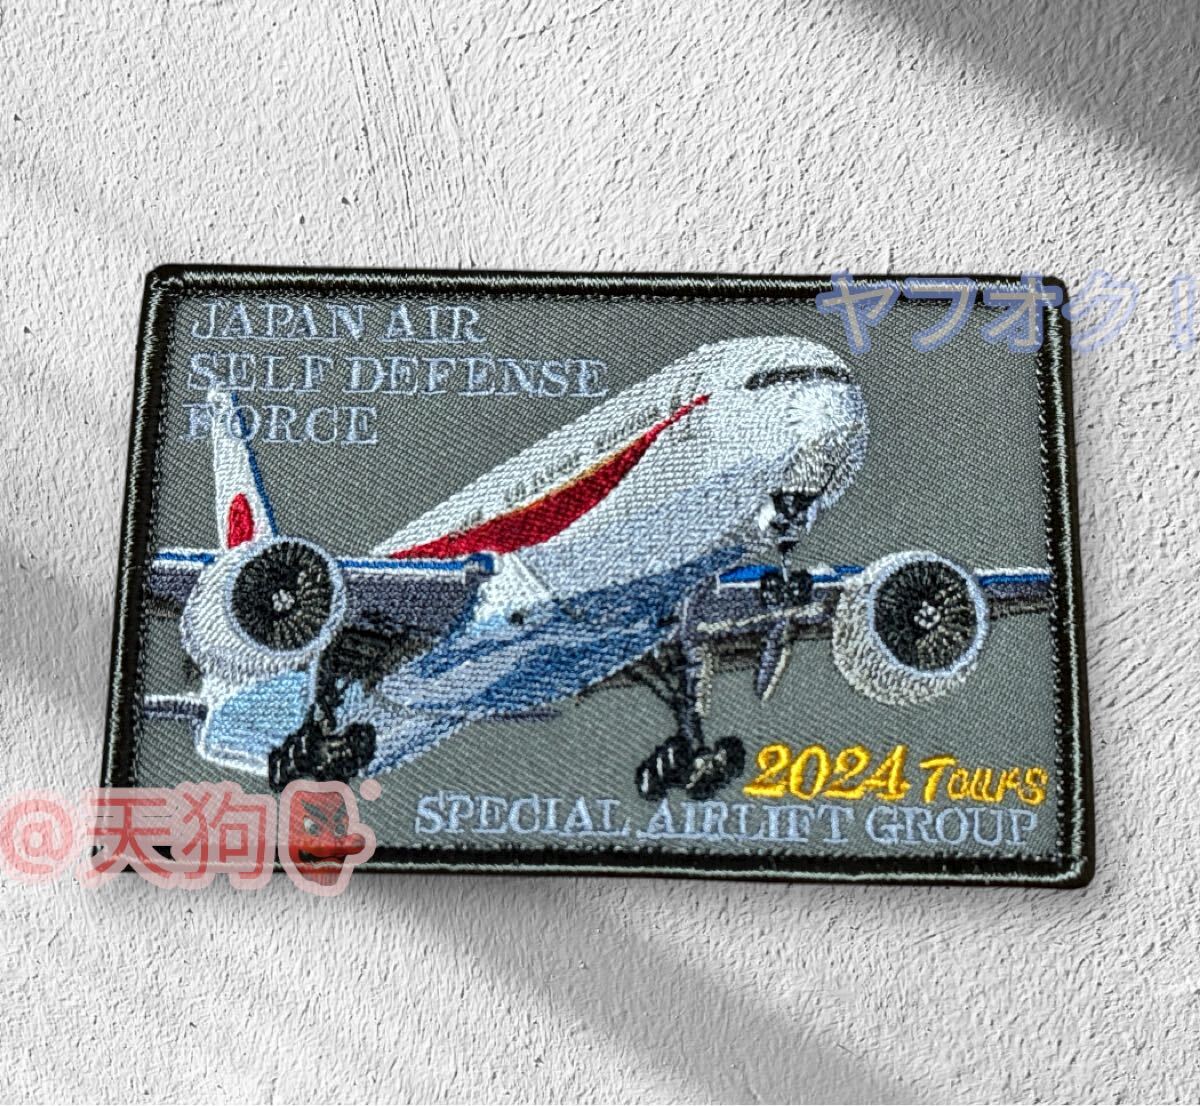 JAPAN AIR
SELF DEFENSE
FORCE
ヤフオク！
2024 Tours
SPECIAL AIRLIFT GROUP
@天狗